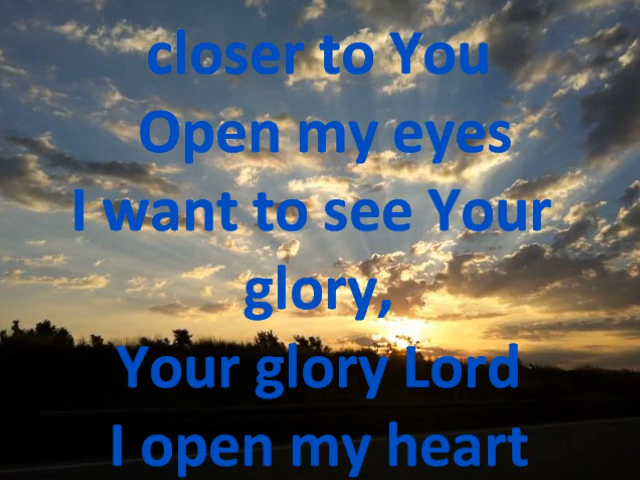 closer to You
Open my eyes
I want to see Your
glory,
Your glory Lord
I open my heart